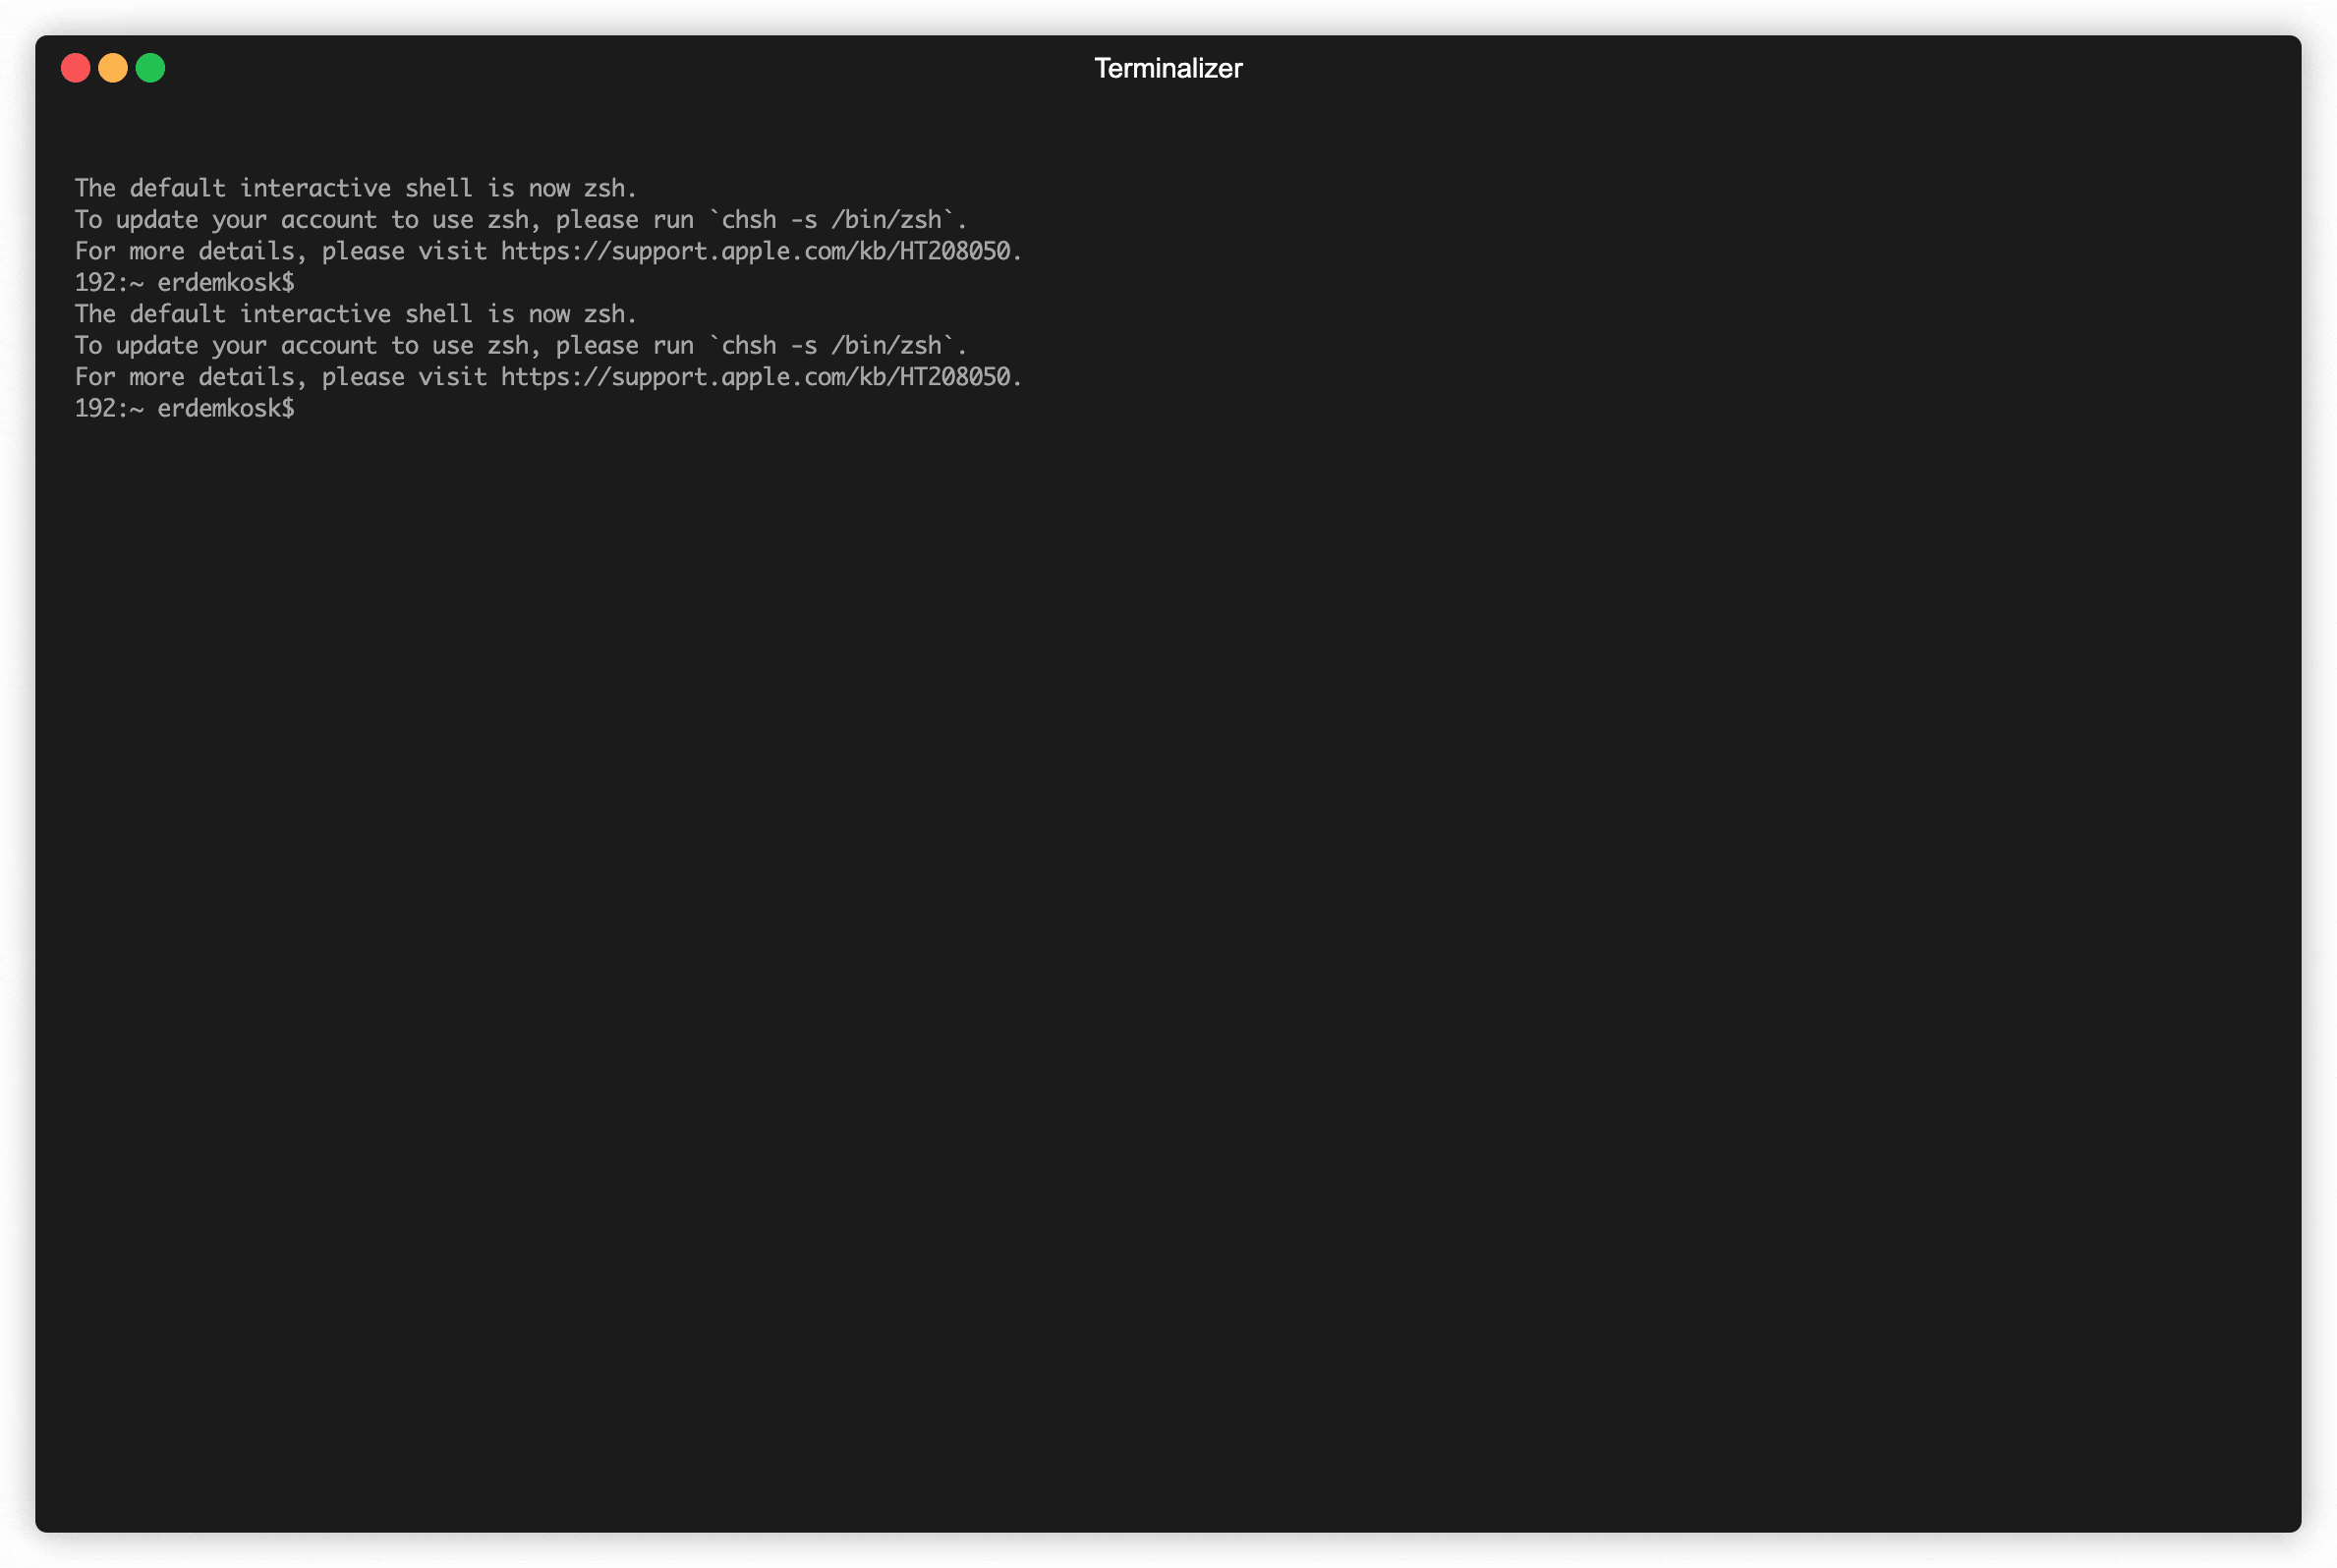 Terminalizer
The default interactive shell is now zsh.
To update your account to use zsh, please run `chsh -s /bin/zsh`.
For more details, please visit https://support.apple.com/kb/HT208050.
192:~ erdemkosk$
The default interactive shell is now zsh.
To update your account to use zsh, please run `chsh -s /bin/zsh`.
For more details, please visit https://support.apple.com/kb/HT208050.
192:~ erdemkosk$